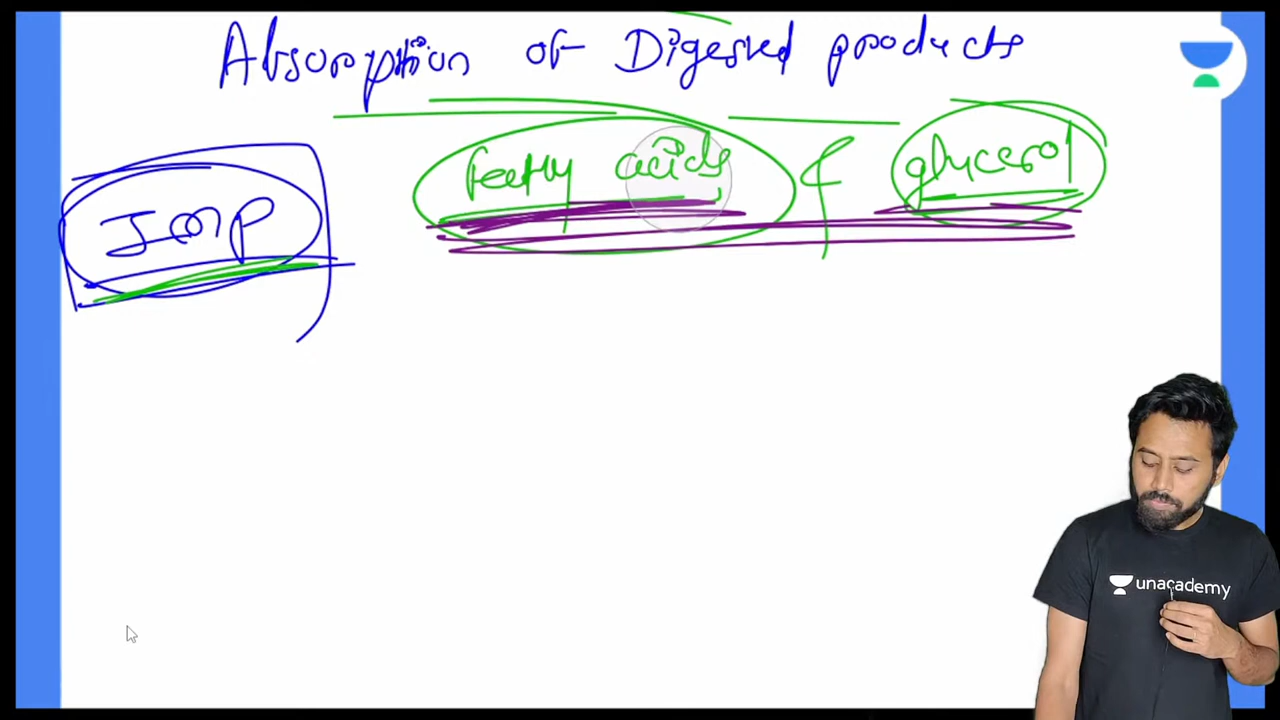 Absorption of Digested products
fatty acids & glycerol
Imp
unacademy